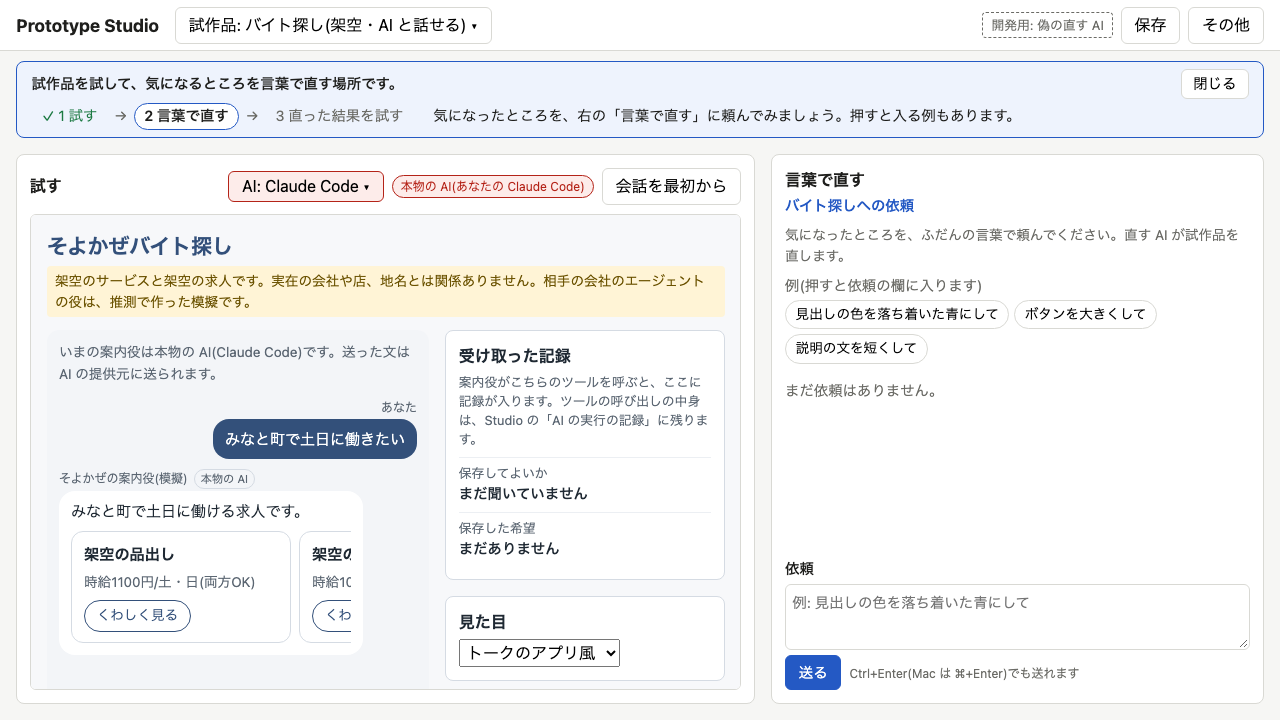 Prototype Studio
試作品: バイト探し(架空・AI と話せる) ▾
開発用: 偽の直す AI
保存
その他
試作品を試して、気になるところを言葉で直す場所です。
閉じる
✓ 1 試す → 2 言葉で直す → 3 直った結果を試す 気になったところを、右の「言葉で直す」に頼んでみましょう。押すと入る例もあります。
試す
AI: Claude Code ▾
本物の AI(あなたの Claude Code)
会話を最初から
そよかぜバイト探し
架空のサービスと架空の求人です。実在の会社や店、地名とは関係ありません。相手の会社のエージェント
の役は、推測で作った模擬です。
いまの案内役は本物の AI(Claude Code)です。送った文は
AI の提供元に送られます。
あなた
みなと町で土日に働きたい
そよかぜの案内役(模擬) 本物の AI
みなと町で土日に働ける求人です。
架空の品出し
時給1100円/土・日(両方OK)
くわしく見る
架空の
時給10
くわ
受け取った記録
案内役がこちらのツールを呼ぶと、ここに
記録が入ります。ツールの呼び出しの中身
は、Studio の「AI の実行の記録」に残りま
す。
保存してよいか
まだ聞いていません
保存した希望
まだありません
見た目
トークのアプリ風
言葉で直す
バイト探しへの依頼
気になったところを、ふだんの言葉で頼んでください。直す AI が試作品を
直します。
例(押すと依頼の欄に入ります)
見出しの色を落ち着いた青にして
ボタンを大きくして
説明の文を短くして
まだ依頼はありません。
依頼
例: 見出しの色を落ち着いた青にして
送る
Ctrl+Enter(Mac は ⌘+Enter)でも送れます